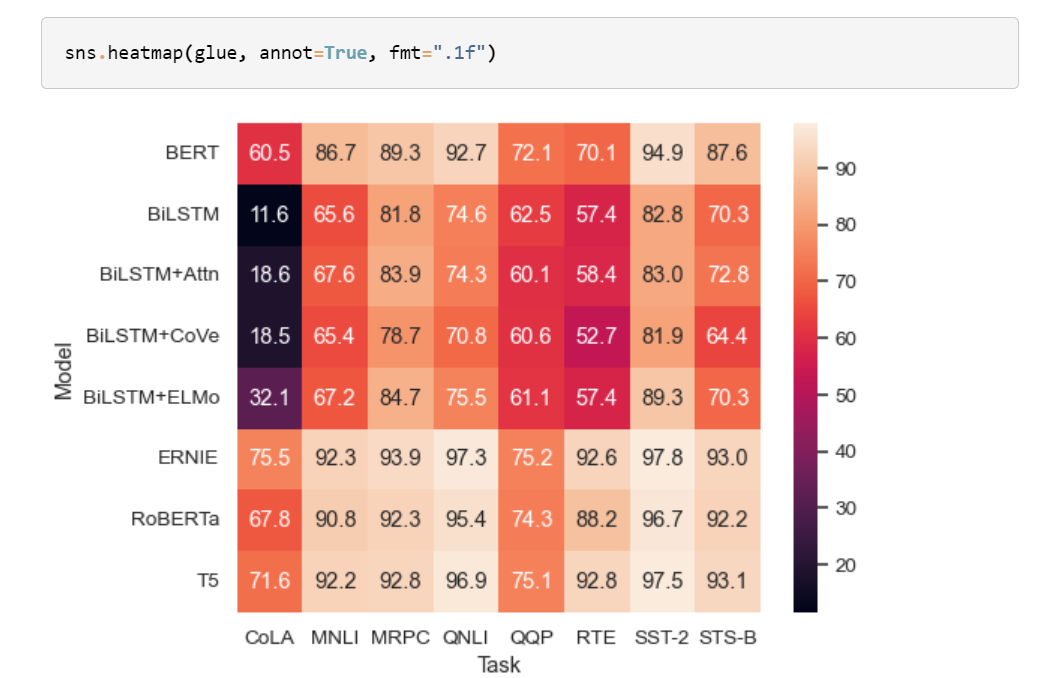 sns.heatmap(glue, annot=True, fmt=".1f")
BERT 60.5 86.7 89.3 92.7 72.1 70.1 94.9 87.6
BiLSTM 11.6 65.6 81.8 74.6 62.5 57.4 82.8 70.3
BiLSTM+Attn 18.6 67.6 83.9 74.3 60.1 58.4 83.0 72.8
BiLSTM+CoVe 18.5 65.4 78.7 70.8 60.6 52.7 81.9 64.4
BiLSTM+ELMo 32.1 67.2 84.7 75.5 61.1 57.4 89.3 70.3
ERNIE 75.5 92.3 93.9 97.3 75.2 92.6 97.8 93.0
RoBERTa 67.8 90.8 92.3 95.4 74.3 88.2 96.7 92.2
T5 71.6 92.2 92.8 96.9 75.1 92.8 97.5 93.1
CoLA MNLI MRPC QNLI QQP RTE SST-2 STS-B
Task
Model
90
80
70
60
50
40
30
20